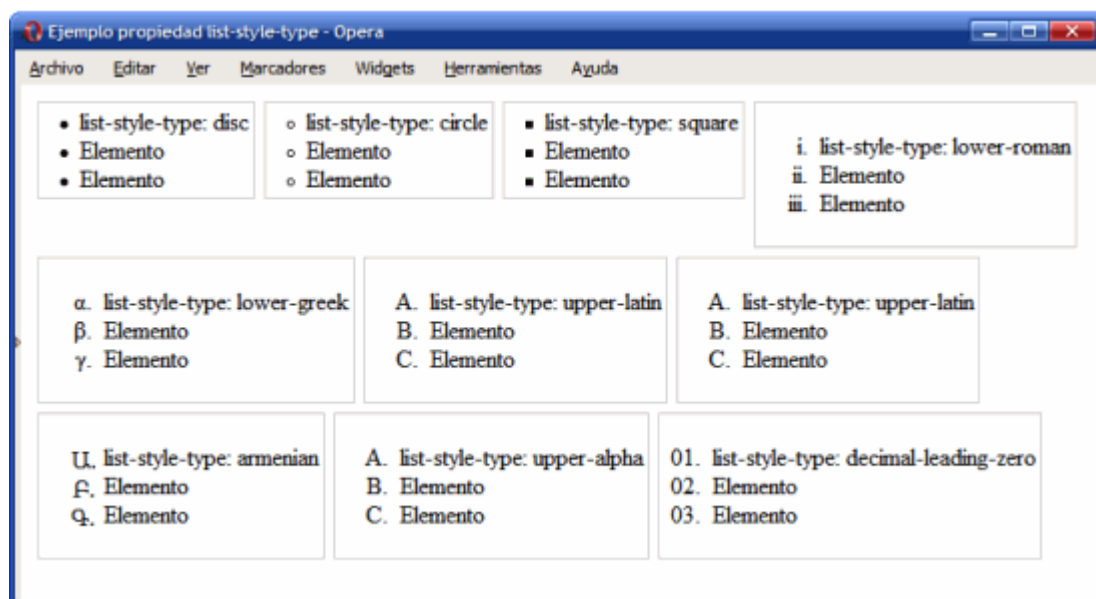 Ejemplo propiedad list-style-type - Opera
Archivo Editar Ver Marcadores Widgets Herramientas Ayuda
• list-style-type: disc
• Elemento
• Elemento
◦ list-style-type: circle
◦ Elemento
◦ Elemento
▪ list-style-type: square
▪ Elemento
▪ Elemento
i. list-style-type: lower-roman
ii. Elemento
iii. Elemento
α. list-style-type: lower-greek
β. Elemento
γ. Elemento
A. list-style-type: upper-latin
B. Elemento
C. Elemento
A. list-style-type: upper-latin
B. Elemento
C. Elemento
Ա. list-style-type: armenian
Բ. Elemento
Գ. Elemento
A. list-style-type: upper-alpha
B. Elemento
C. Elemento
01. list-style-type: decimal-leading-zero
02. Elemento
03. Elemento